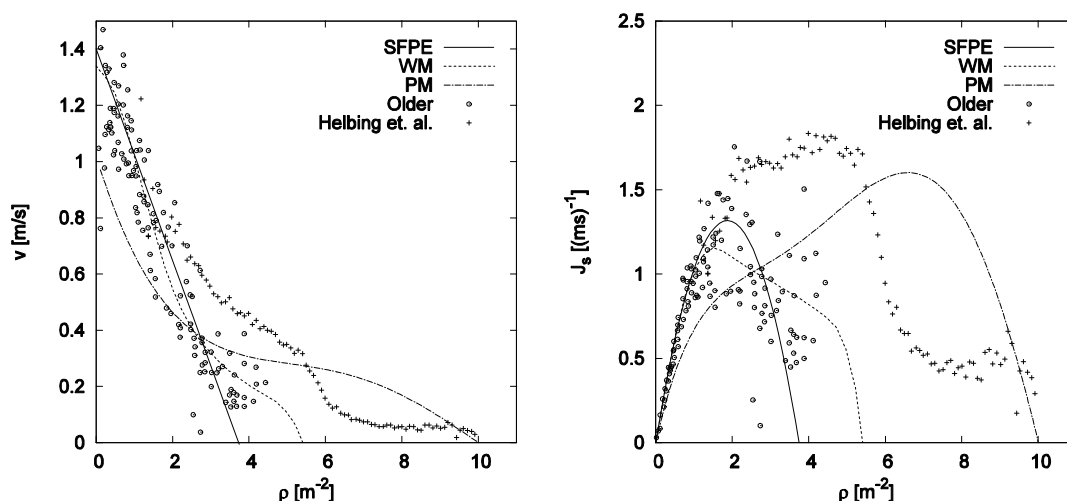 SFPE
WM
PM
Older
Helbing et. al.
1.4
1.2
1
0.8
0.6
0.4
0.2
0
0 2 4 6 8 10
v [m/s]
ρ [m⁻²]
SFPE
WM
PM
Older
Helbing et. al.
2.5
2
1.5
1
0.5
0
0 2 4 6 8 10
Jₛ [(ms)⁻¹]
ρ [m⁻²]